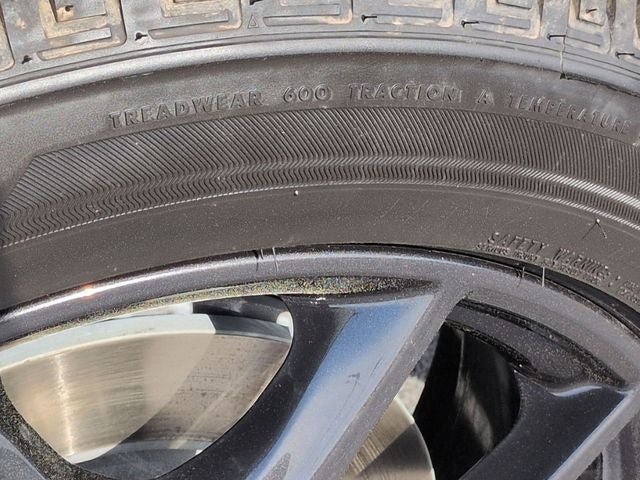 TREADWEAR 600 TRACTION A TEMPERATURE
SAFETY WARNING